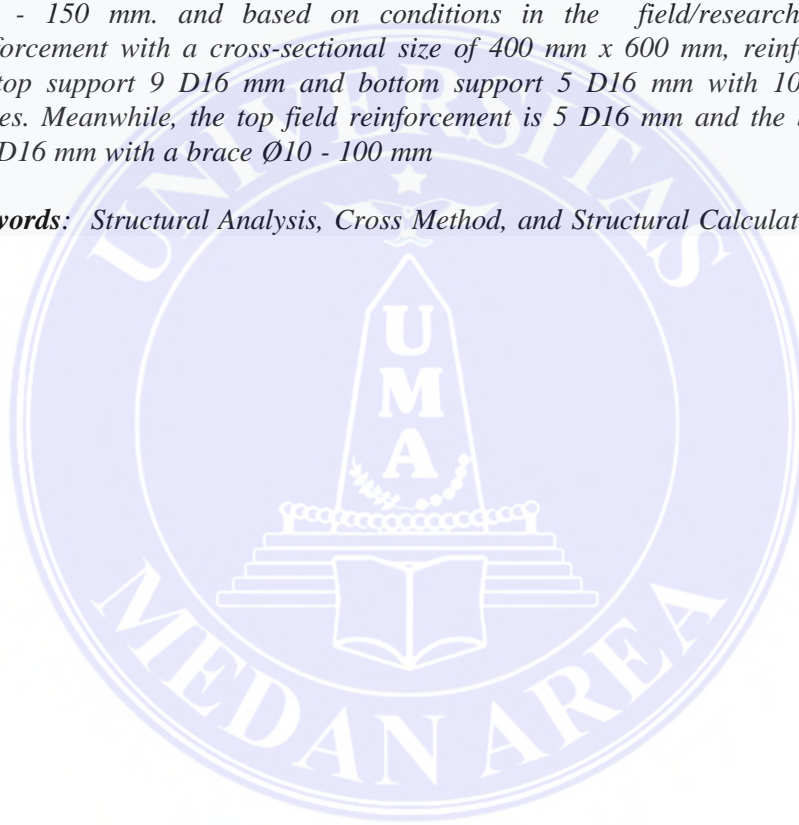 - 150 mm. and based on conditions in the field/research
forcement with a cross-sectional size of 400 mm x 600 mm,
top support 9 D16 mm and bottom support 5 D16 mm with 10
Meanwhile, the top field reinforcement is 5 D16 mm and the
D16 mm with a brace Ø10 - 100 mm
words: Structural Analysis, Cross Method, and Structural
UNIVERSITAS
UMA
MEDAN AREA